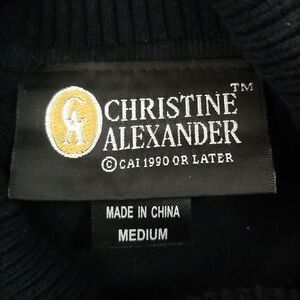 CA
CHRISTINE™
ALEXANDER
©CAI 1990 OR LATER
MADE IN CHINA
MEDIUM